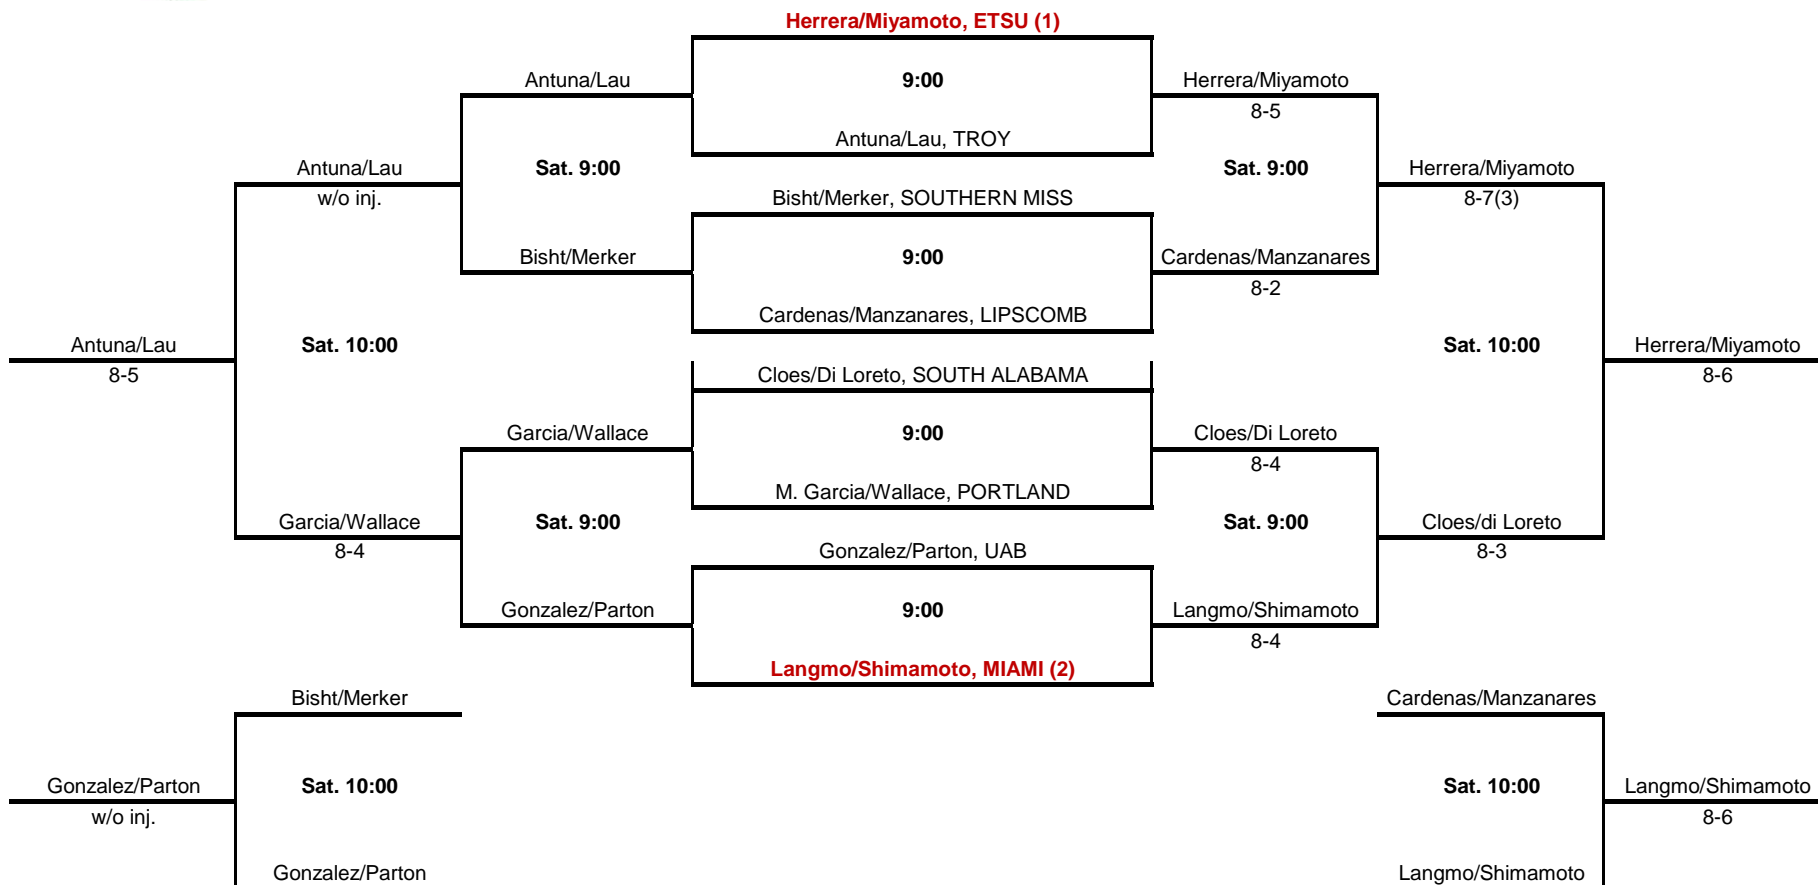 Herrera/Miyamoto, ETSU (1)
Antuna/Lau 9:00 Herrera/Miyamoto
8-5
Antuna/Lau, TROY
Antuna/Lau Sat. 9:00 Sat. 9:00 Herrera/Miyamoto
w/o inj. Bisht/Merker, SOUTHERN MISS 8-7(3)
Bisht/Merker 9:00 Cardenas/Manzanares
8-2
Cardenas/Manzanares, LIPSCOMB
Antuna/Lau Sat. 10:00 Sat. 10:00 Herrera/Miyamoto
8-5 Cloes/Di Loreto, SOUTH ALABAMA 8-6
Garcia/Wallace 9:00 Cloes/Di Loreto
8-4
M. Garcia/Wallace, PORTLAND
Garcia/Wallace Sat. 9:00 Sat. 9:00 Cloes/di Loreto
8-4 Gonzalez/Parton, UAB 8-3
Gonzalez/Parton 9:00 Langmo/Shimamoto
8-4
Langmo/Shimamoto, MIAMI (2)
Bisht/Merker Cardenas/Manzanares
Gonzalez/Parton Sat. 10:00 Sat. 10:00 Langmo/Shimamoto
w/o inj. 8-6
Gonzalez/Parton Langmo/Shimamoto